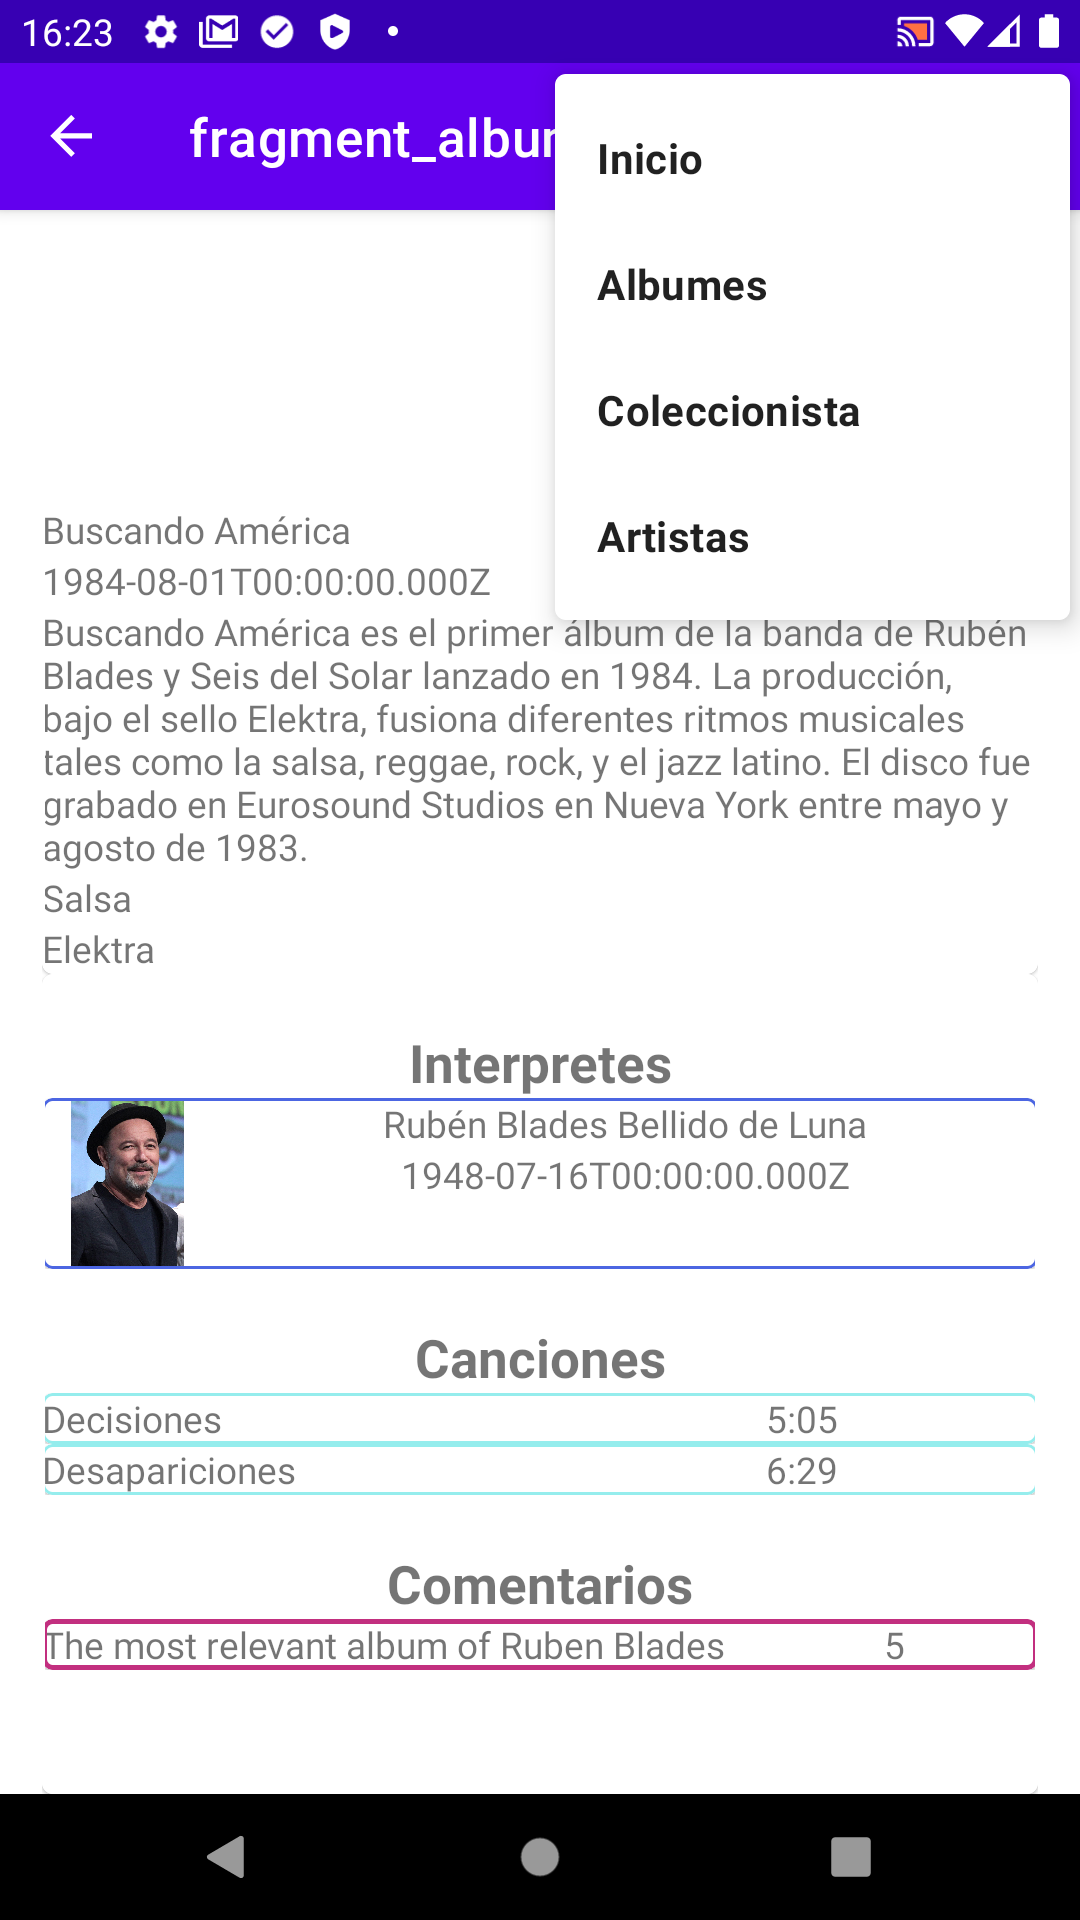 16:23
fragment_albu
Inicio
Albumes
Coleccionista
Artistas
Buscando América
1984-08-01T00:00:00.000Z
Buscando América es el primer álbum de la banda de Rubén
Blades y Seis del Solar lanzado en 1984. La producción,
bajo el sello Elektra, fusiona diferentes ritmos musicales
tales como la salsa, reggae, rock, y el jazz latino. El disco fue
grabado en Eurosound Studios en Nueva York entre mayo y
agosto de 1983.
Salsa
Elektra
Interpretes
Rubén Blades Bellido de Luna
1948-07-16T00:00:00.000Z
Canciones
Decisiones 5:05
Desapariciones 6:29
Comentarios
The most relevant album of Ruben Blades 5